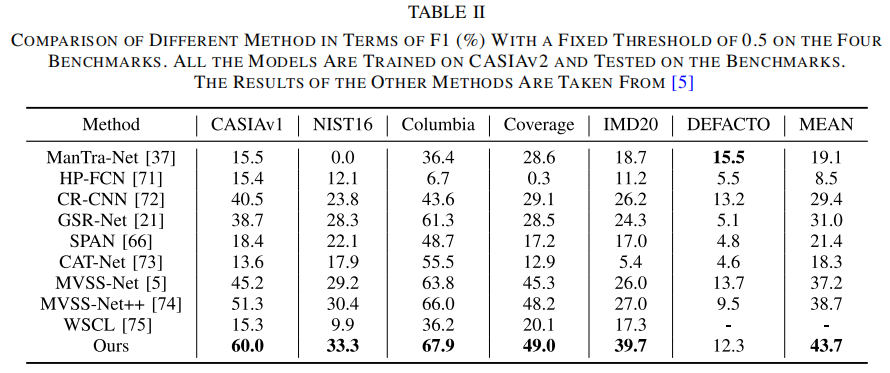 TABLE II
COMPARISON OF DIFFERENT METHOD IN TERMS OF F1 (%) WITH A FIXED THRESHOLD OF 0.5 ON THE FOUR
BENCHMARKS. ALL THE MODELS ARE TRAINED ON CASIAV2 AND TESTED ON THE BENCHMARKS.
THE RESULTS OF THE OTHER METHODS ARE TAKEN FROM [5]
Method CASIAv1 NIST16 Columbia Coverage IMD20 DEFACTO MEAN
ManTra-Net [37] 15.5 0.0 36.4 28.6 18.7 15.5 19.1
HP-FCN [71] 15.4 12.1 6.7 0.3 11.2 5.5 8.5
CR-CNN [72] 40.5 23.8 43.6 29.1 26.2 13.2 29.4
GSR-Net [21] 38.7 28.3 61.3 28.5 24.3 5.1 31.0
SPAN [66] 18.4 22.1 48.7 17.2 17.0 4.8 21.4
CAT-Net [73] 13.6 17.9 55.5 12.9 5.4 4.6 18.3
MVSS-Net [5] 45.2 29.2 63.8 45.3 26.0 13.7 37.2
MVSS-Net++ [74] 51.3 30.4 66.0 48.2 27.0 9.5 38.7
WSCL [75] 15.3 9.9 36.2 20.1 17.3 - -
Ours 60.0 33.3 67.9 49.0 39.7 12.3 43.7